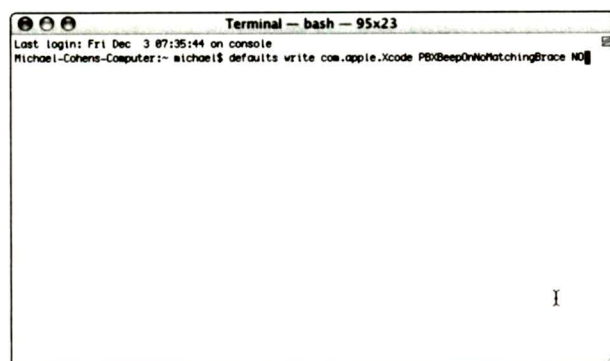 Terminal — bash — 95x23
Last login: Fri Dec  3 07:35:44 on console
Michael-Cohens-Computer:~ michael$ defaults write com.apple.Xcode PBXBeepOnNoMatchingBrace NO